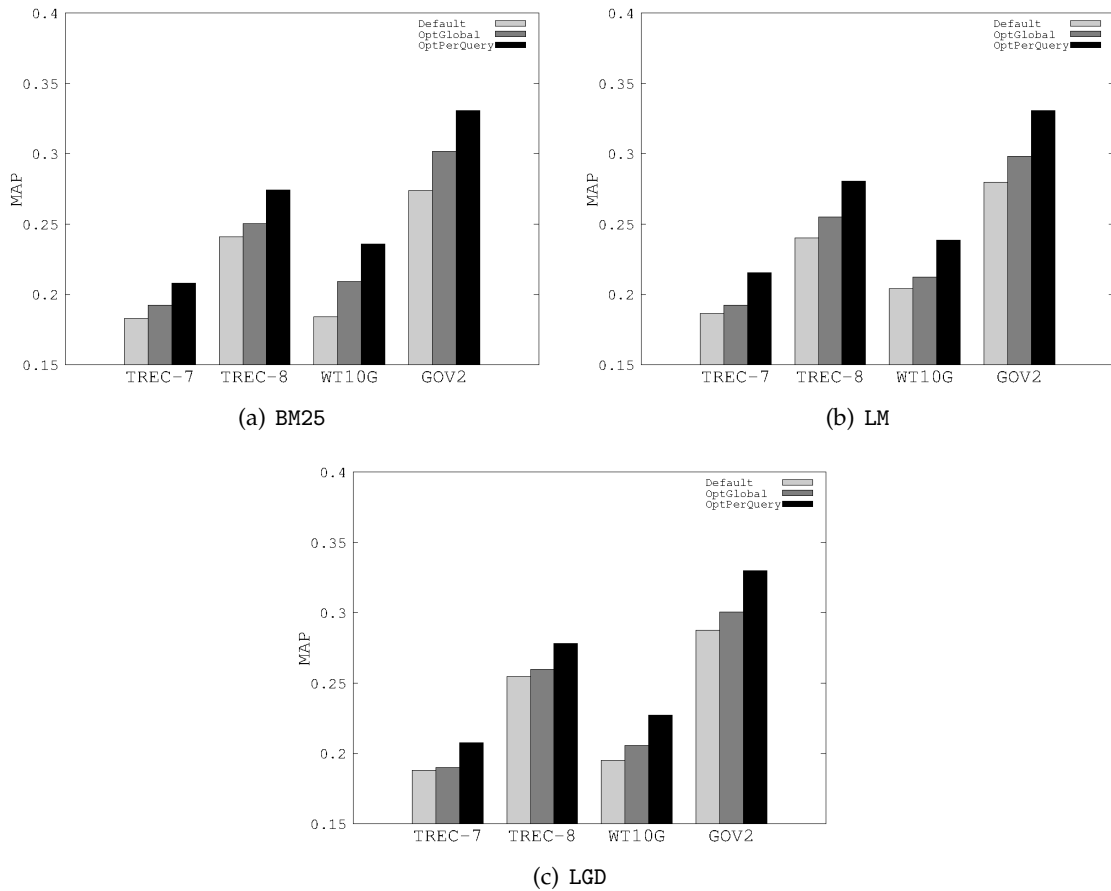 0.4
Default
OptGlobal
OptPerQuery
0.35
0.3
MAP
0.25
0.2
0.15
TREC-7 TREC-8 WT10G GOV2
(a) BM25
0.4
Default
OptGlobal
OptPerQuery
0.35
0.3
MAP
0.25
0.2
0.15
TREC-7 TREC-8 WT10G GOV2
(b) LM
0.4
Default
OptGlobal
OptPerQuery
0.35
0.3
MAP
0.25
0.2
0.15
TREC-7 TREC-8 WT10G GOV2
(c) LGD